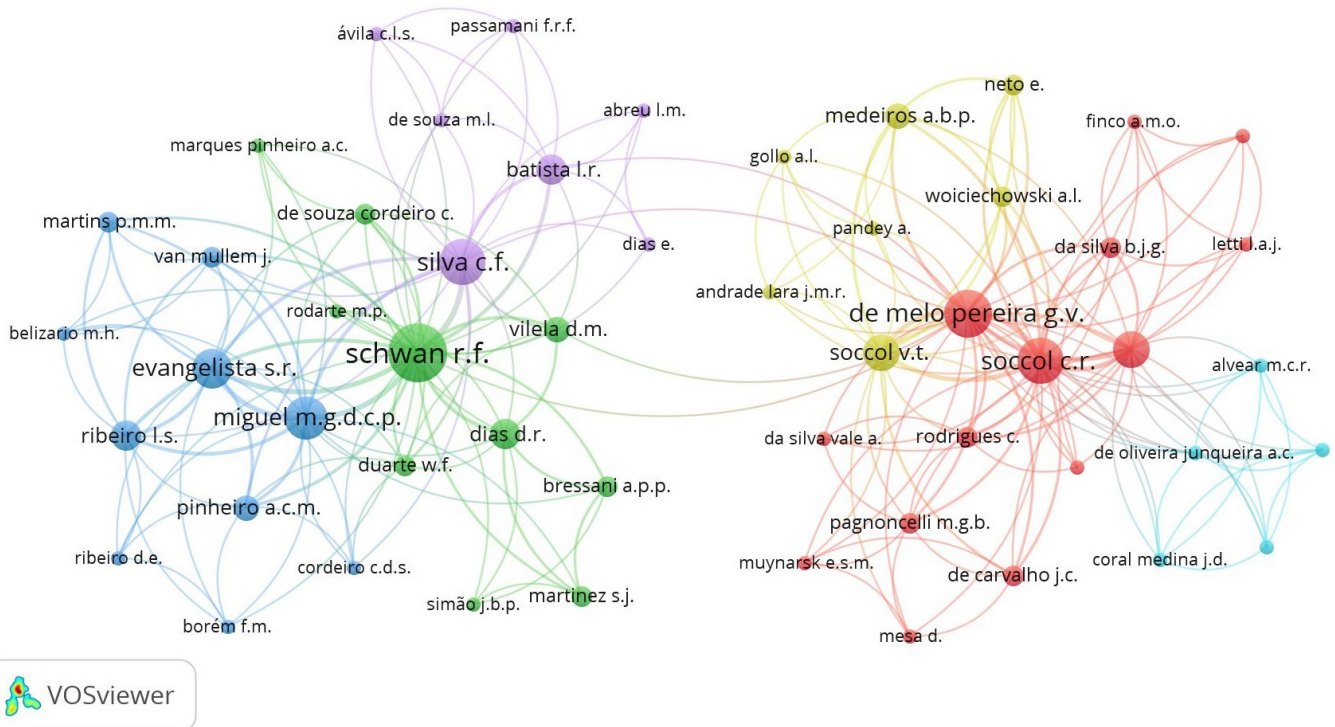 ávila c.l.s.
passamani f.r.f.
de souza m.l.
abreu l.m.
marques pinheiro a.c.
batista l.r.
martins p.m.m.
de souza cordeiro c.
van mullem j.
silva c.f.
dias e.
rodarte m.p.
belizario m.h.
vilela d.m.
schwan r.f.
evangelista s.r.
miguel m.g.d.c.p.
ribeiro l.s.
dias d.r.
duarte w.f.
bressani a.p.p.
pinheiro a.c.m.
ribeiro d.e.
cordeiro c.d.s.
simão j.b.p.
martinez s.j.
borém f.m.
neto e.
medeiros a.b.p.
finco a.m.o.
gollo a.l.
woiciechowski a.l.
pandey a.
da silva b.j.g.
letti l.a.j.
andrade lara j.m.r.
de melo pereira g.v.
soccol v.t.
soccol c.r.
alvear m.c.r.
da silva vale a.
rodrigues c.
de oliveira junqueira a.c.
pagnoncelli m.g.b.
muynarsk e.s.m.
de carvalho j.c.
coral medina j.d.
mesa d.
VOSviewer